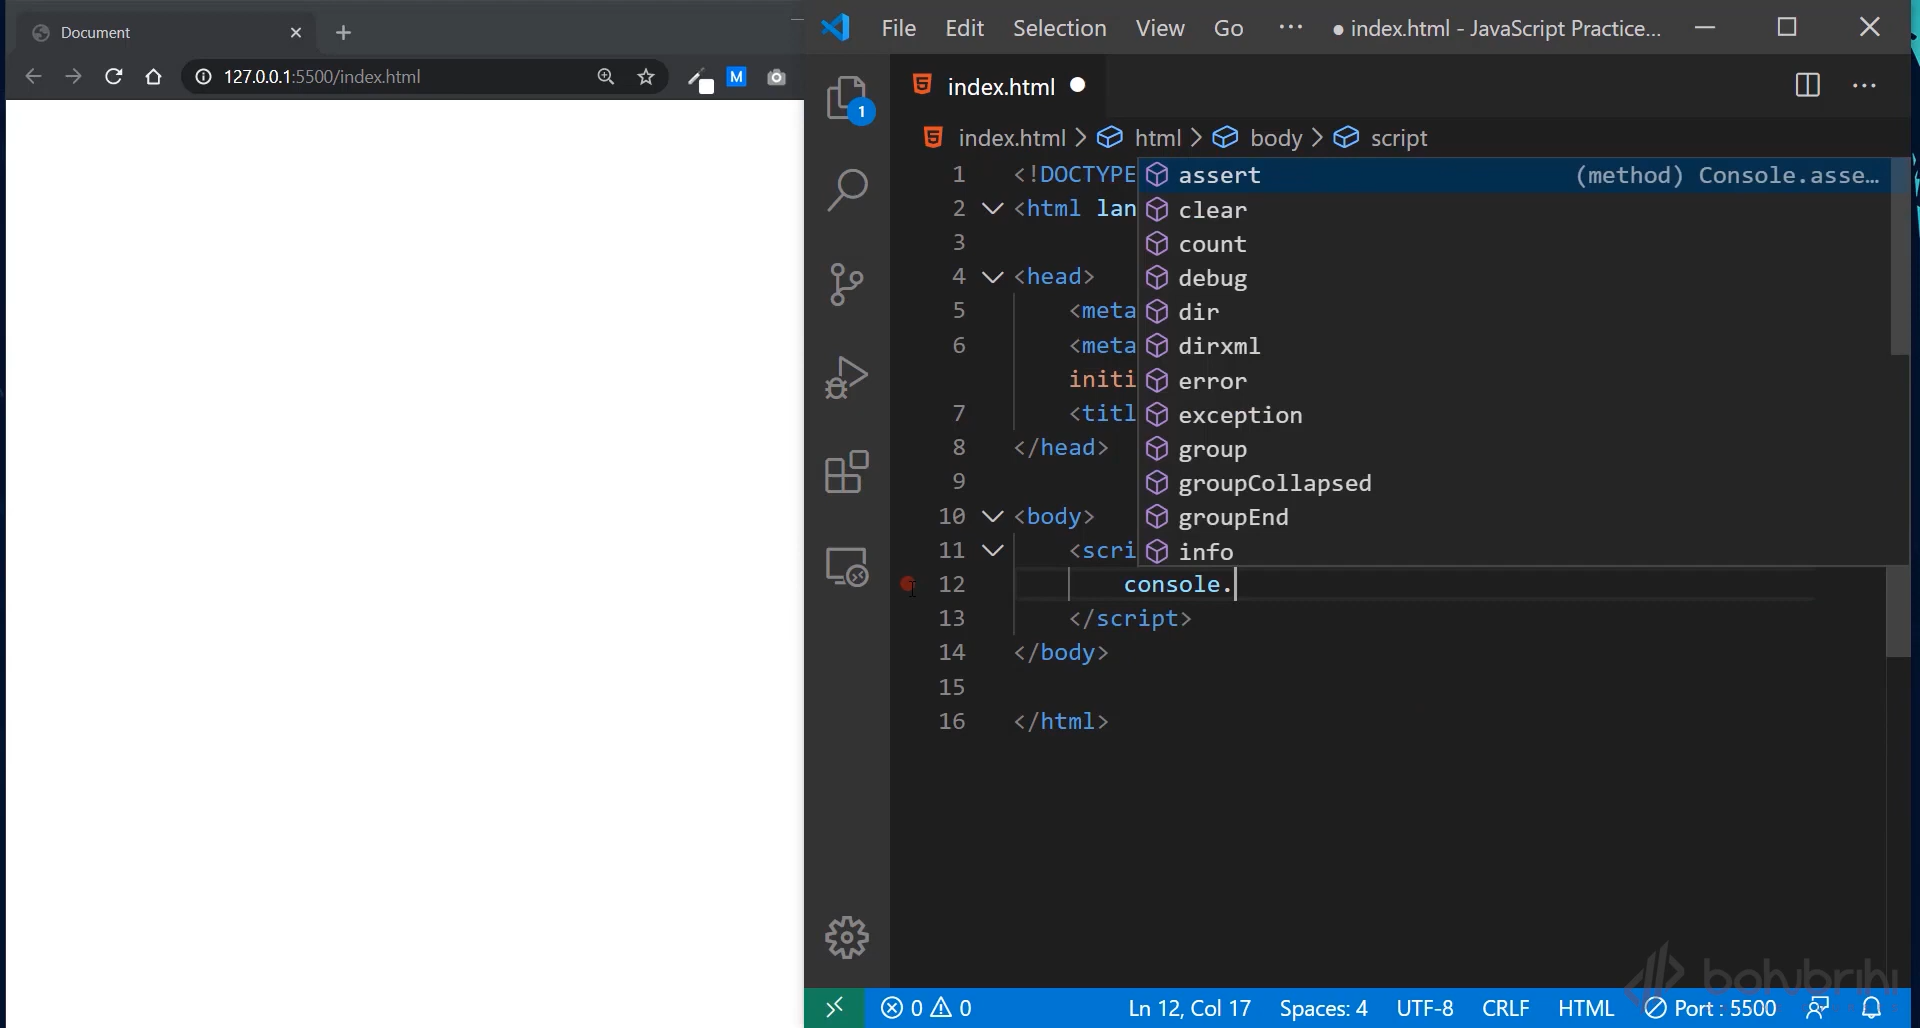 Document
127.0.0.1:5500/index.html
M
File Edit Selection View Go ··· ● index.html - JavaScript Practice...
1
index.html
index.html > html > body > script
1 <!DOCTYPE
2 <html lan
3
4 <head>
5 <meta
6 <meta
initi
7 <titl
8 </head>
9
10 <body>
11 <scri
12 console.
13 </script>
14 </body>
15
16 </html>
assert (method) Console.asse...
clear
count
debug
dir
dirxml
error
exception
group
groupCollapsed
groupEnd
info
bohubrihi
0 0 Ln 12, Col 17 Spaces: 4 UTF-8 CRLF HTML Port : 5500